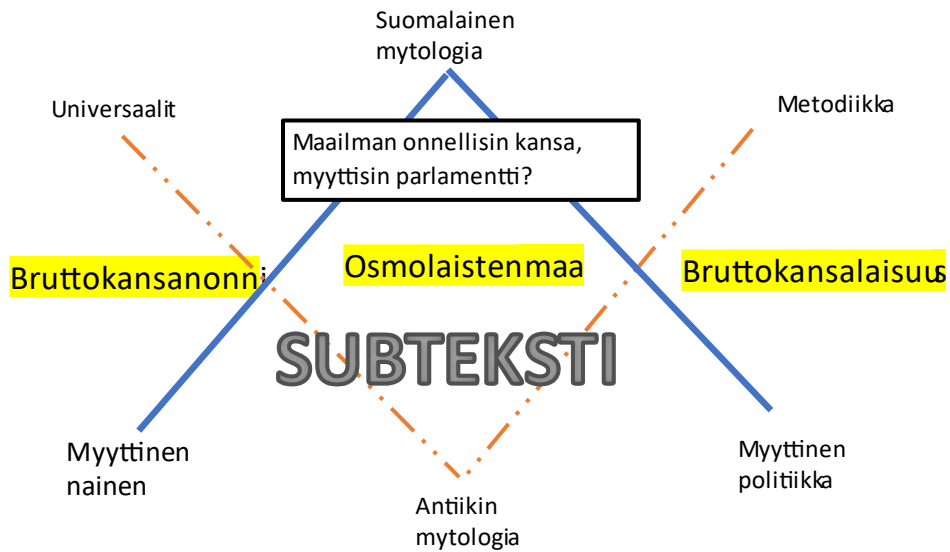 Suomalainen
mytologia
Universaalit
Metodiikka
Maailman onnellisin kansa,
myyttisin parlamentti?
Bruttokansanonni
Osmolaistenmaa
Bruttokansalaisuus
SUBTEKSTI
Myyttinen
nainen
Myyttinen
politiikka
Antiikin
mytologia